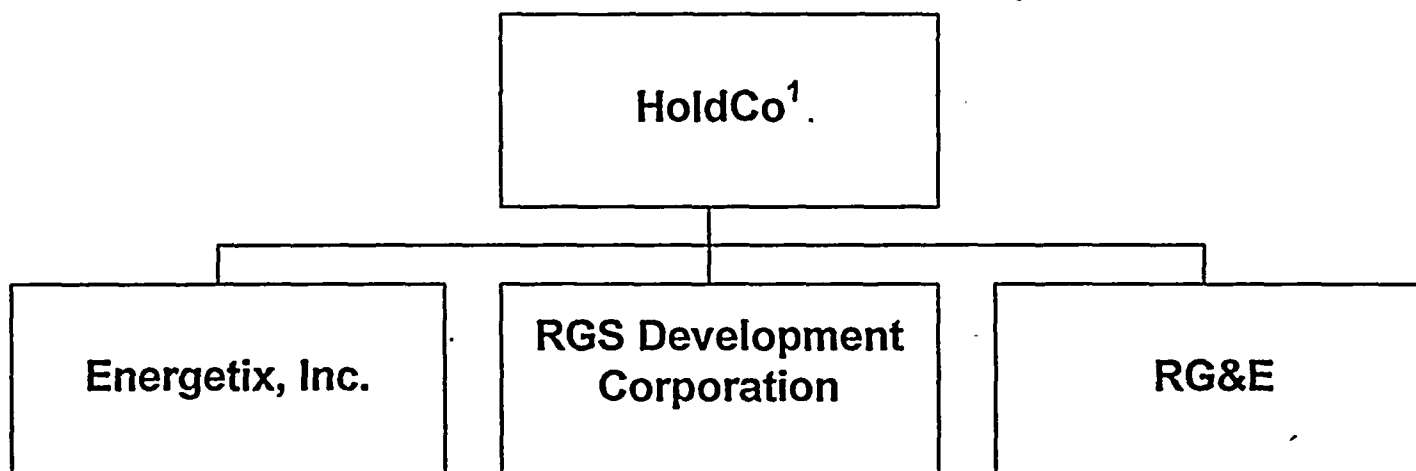 HoldCo¹.
Energetix, Inc.
RGS Development
Corporation
RG&E